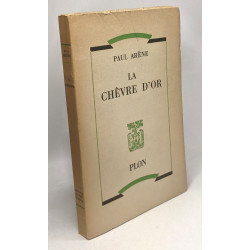 PAUL ARÈNE
LA
CHÈVRE D'OR
PLON